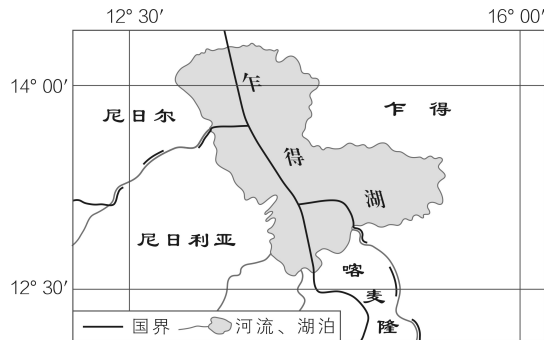 12° 30′
16° 00′
14° 00′
乍
尼日尔
乍得
得
湖
尼日利亚
喀
麦
隆
12° 30′
国界
河流、湖泊